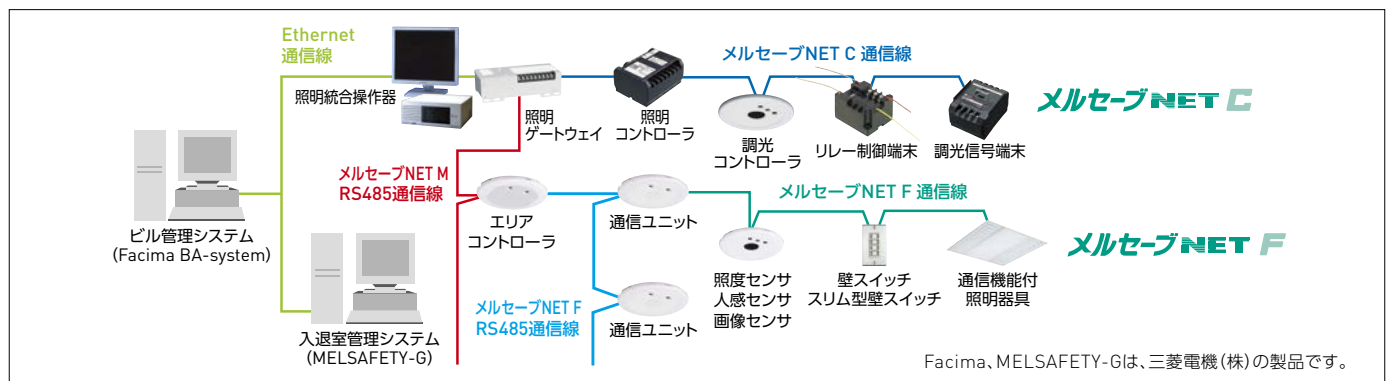 Ethernet
通信線
照明統合操作器
照明
ゲートウェイ
照明
コントローラ
メルセーブNET C 通信線
調光
コントローラ
リレー制御端末
調光信号端末
メルセーブNET C
メルセーブNET M
RS485通信線
エリア
コントローラ
通信ユニット
メルセーブNET F 通信線
照度センサ
人感センサ
画像センサ
壁スイッチ
スリム型壁スイッチ
通信機能付
照明器具
メルセーブNET F
ビル管理システム
(Facima BA-system)
入退室管理システム
(MELSAFETY-G)
メルセーブNET F
RS485通信線
通信ユニット
Facima、MELSAFETY-Gは、三菱電機(株)の製品です。